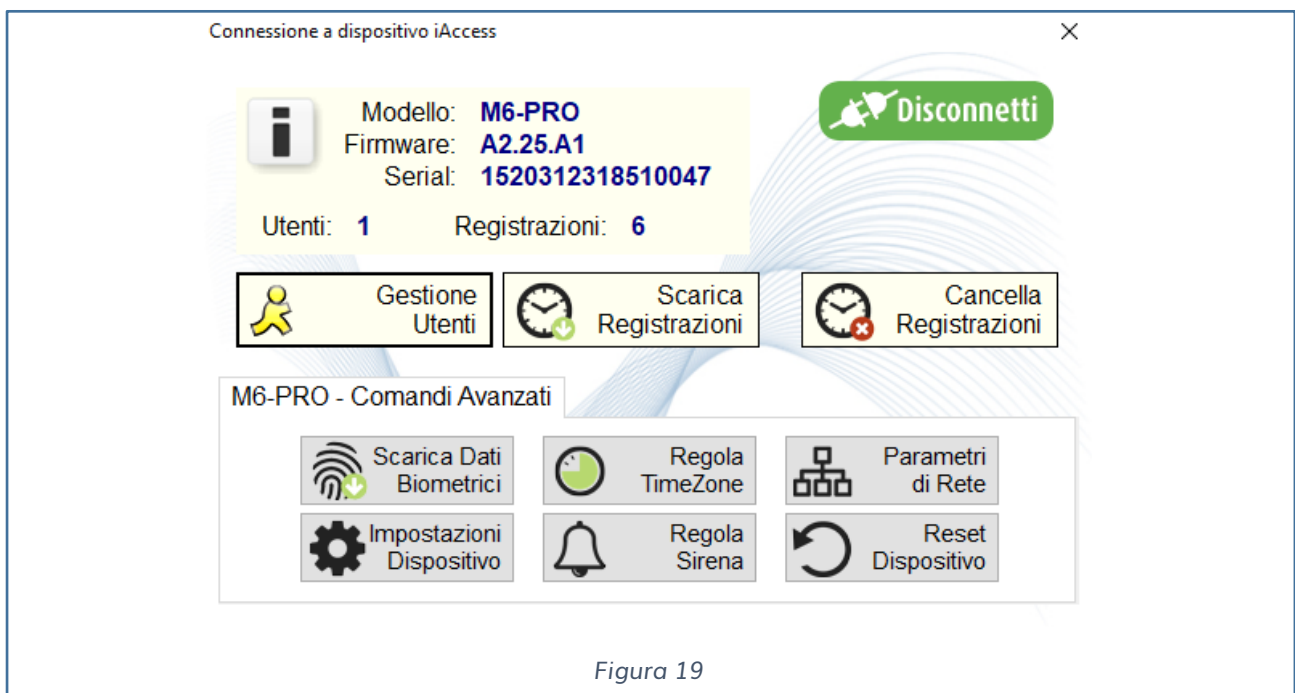 Connessione a dispositivo iAccess
Modello: M6-PRO
Firmware: A2.25.A1
Serial: 1520312318510047
Utenti: 1 Registrazioni: 6
Disconnetti
Gestione
Utenti
Scarica
Registrazioni
Cancella
Registrazioni
M6-PRO - Comandi Avanzati
Scarica Dati
Biometrici
Regola
TimeZone
Parametri
di Rete
Impostazioni
Dispositivo
Regola
Sirena
Reset
Dispositivo
Figura 19